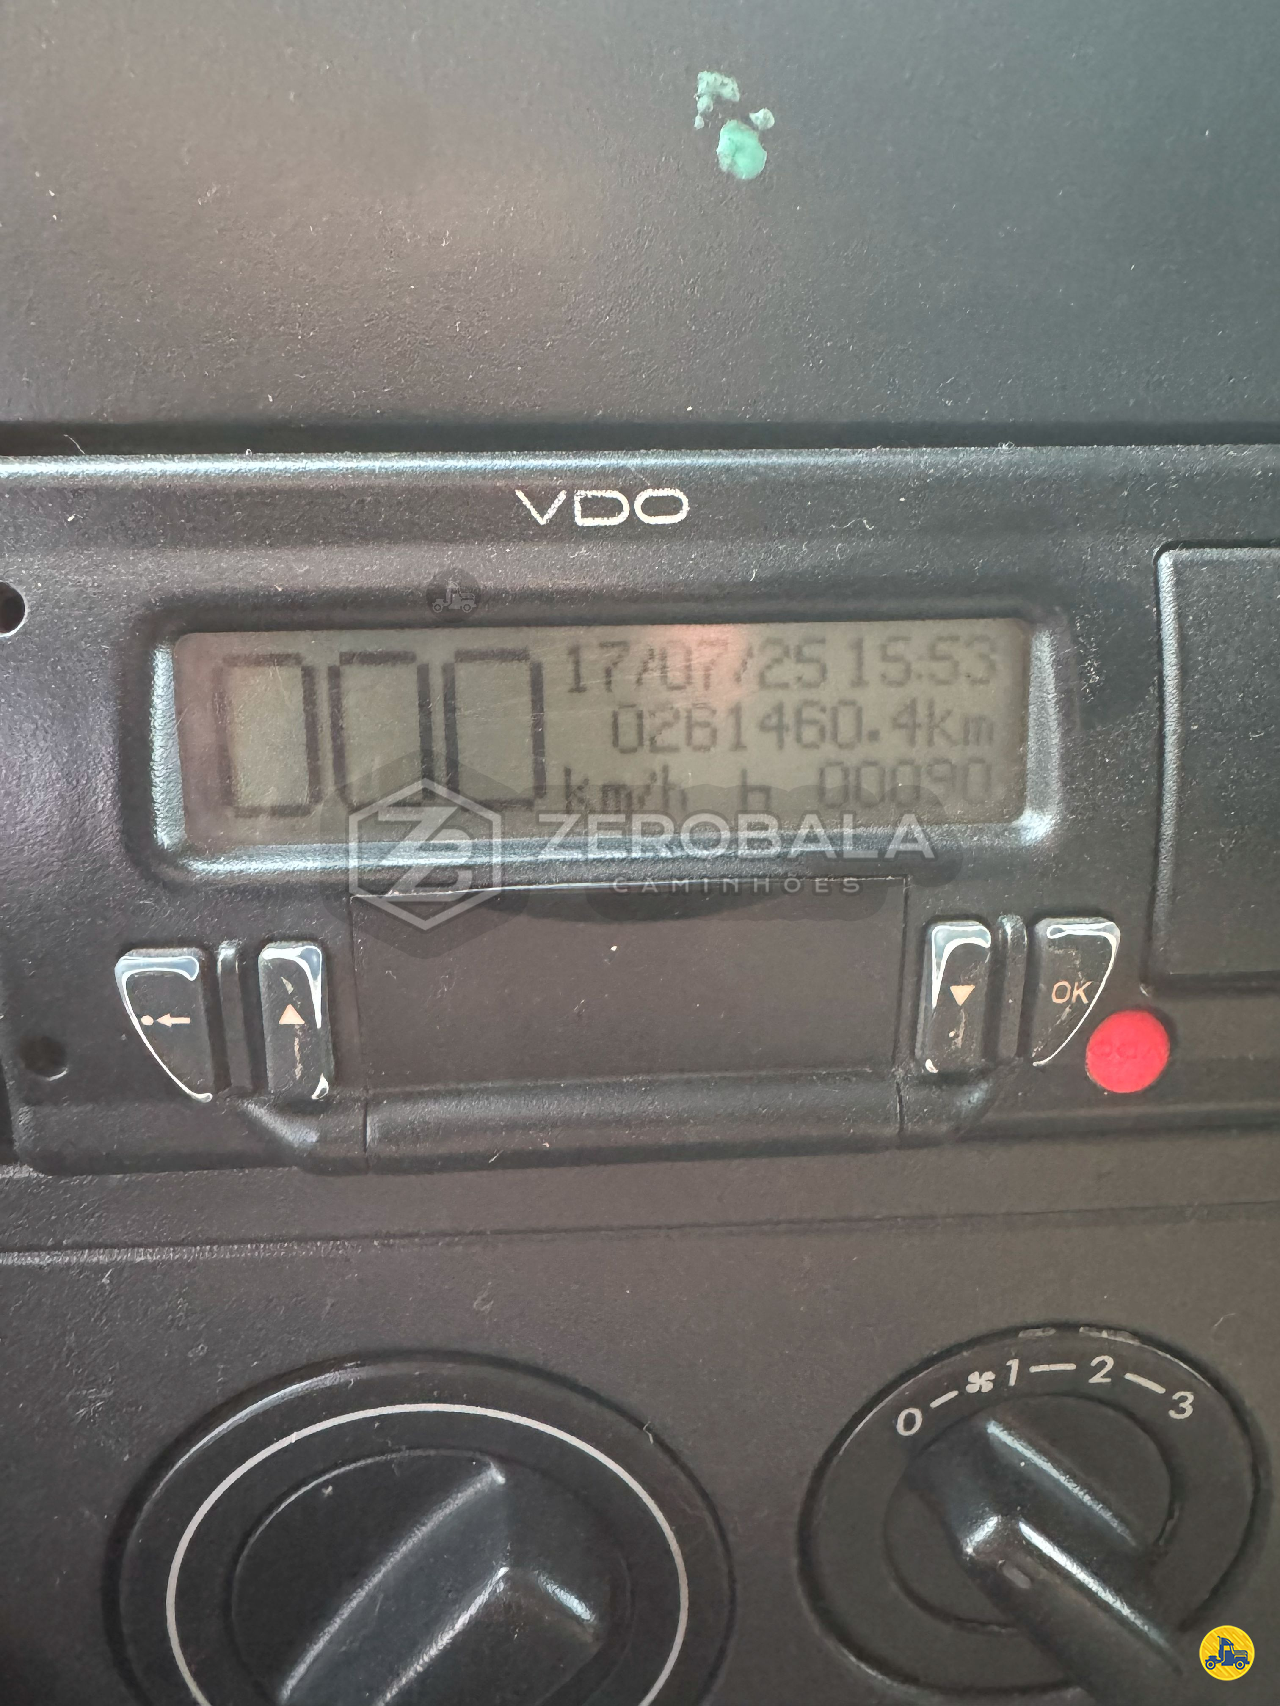 VDO
000
17/07/25 15:53
0261460.4km
km/h b 00090
ZEROBALA
CAMINHÕES
OK
0 1 2 3